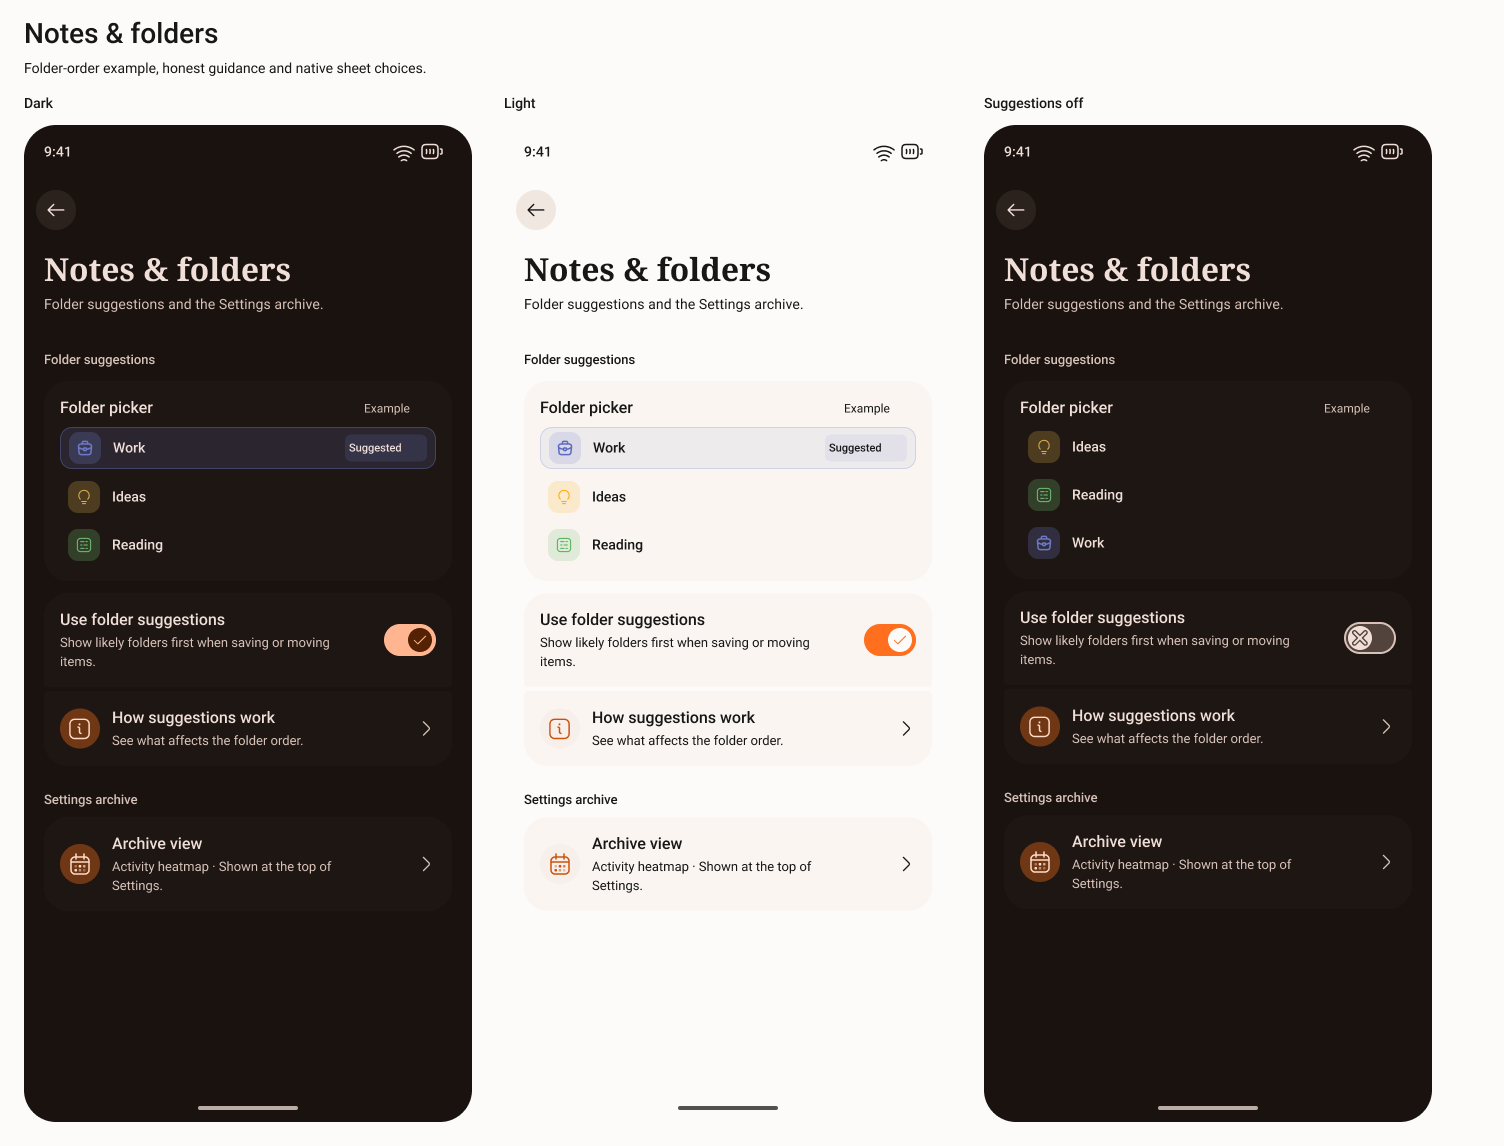 Notes & folders
Folder-order example, honest guidance and native sheet choices.
Dark
9:41
Notes & folders
Folder suggestions and the Settings archive.
Folder suggestions
Folder picker
Example
Work
Suggested
Ideas
Reading
Use folder suggestions
Show likely folders first when saving or moving
items.
How suggestions work
See what affects the folder order.
Settings archive
Archive view
Activity heatmap · Shown at the top of
Settings.
Light
9:41
Notes & folders
Folder suggestions and the Settings archive.
Folder suggestions
Folder picker
Example
Work
Suggested
Ideas
Reading
Use folder suggestions
Show likely folders first when saving or moving
items.
How suggestions work
See what affects the folder order.
Settings archive
Archive view
Activity heatmap · Shown at the top of
Settings.
Suggestions off
9:41
Notes & folders
Folder suggestions and the Settings archive.
Folder suggestions
Folder picker
Example
Ideas
Reading
Work
Use folder suggestions
Show likely folders first when saving or moving
items.
How suggestions work
See what affects the folder order.
Settings archive
Archive view
Activity heatmap · Shown at the top of
Settings.